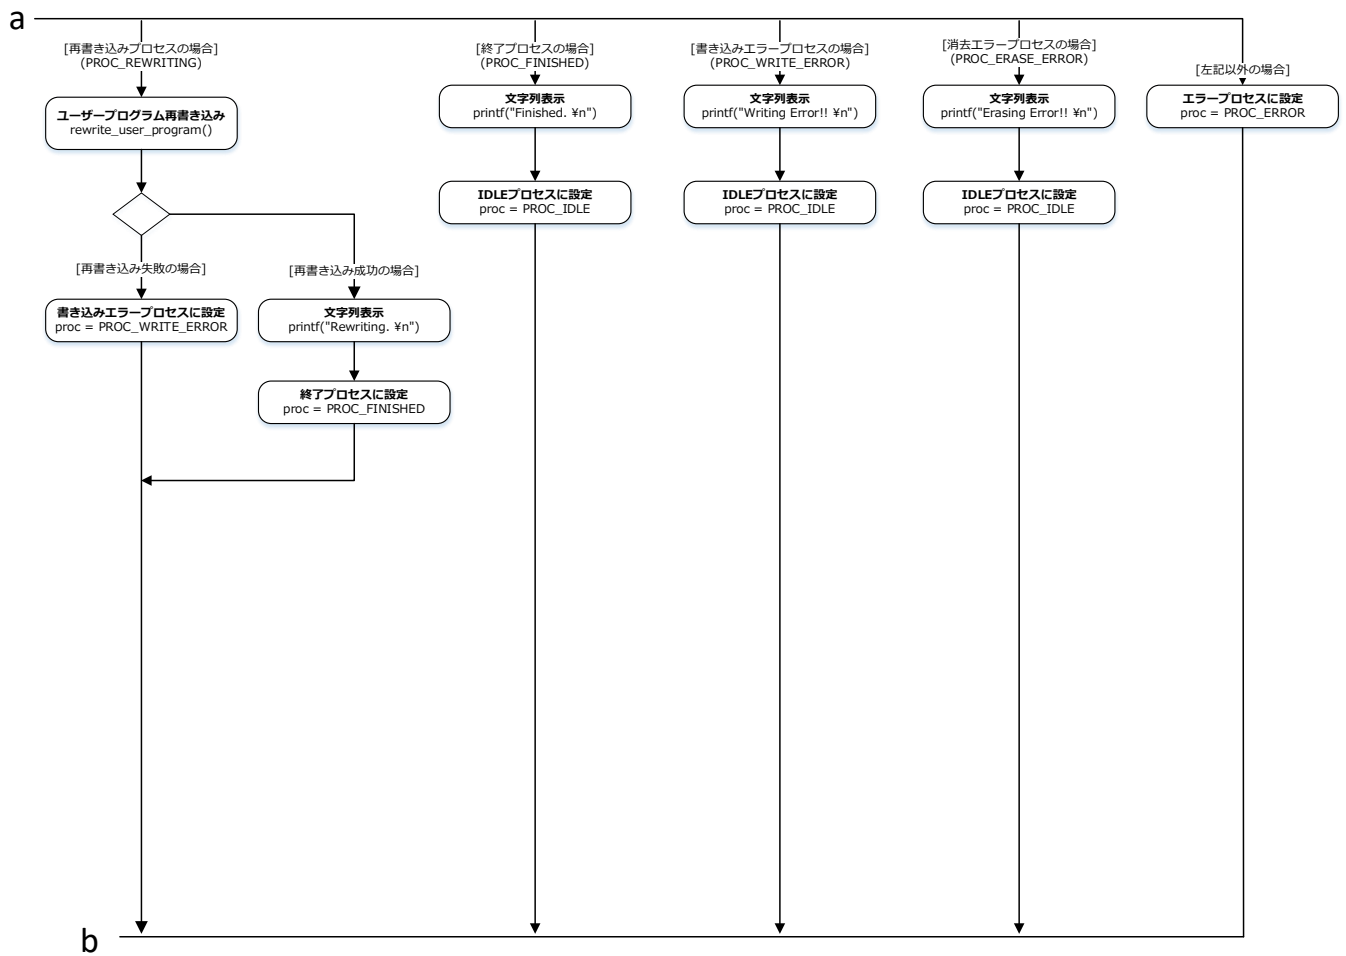 a
[再書き込みプロセスの場合]
(PROC_REWRITING)
ユーザープログラム再書き込み
rewrite_user_program()
[再書き込み失敗の場合]
書き込みエラープロセスに設定
proc = PROC_WRITE_ERROR
[再書き込み成功の場合]
文字列表示
printf("Rewriting. ¥n")
終了プロセスに設定
proc = PROC_FINISHED
[終了プロセスの場合]
(PROC_FINISHED)
文字列表示
printf("Finished. ¥n")
IDLEプロセスに設定
proc = PROC_IDLE
[書き込みエラープロセスの場合]
(PROC_WRITE_ERROR)
文字列表示
printf("Writing Error!! ¥n")
IDLEプロセスに設定
proc = PROC_IDLE
[消去エラープロセスの場合]
(PROC_ERASE_ERROR)
文字列表示
printf("Erasing Error!! ¥n")
IDLEプロセスに設定
proc = PROC_IDLE
[左記以外の場合]
エラープロセスに設定
proc = PROC_ERROR
b